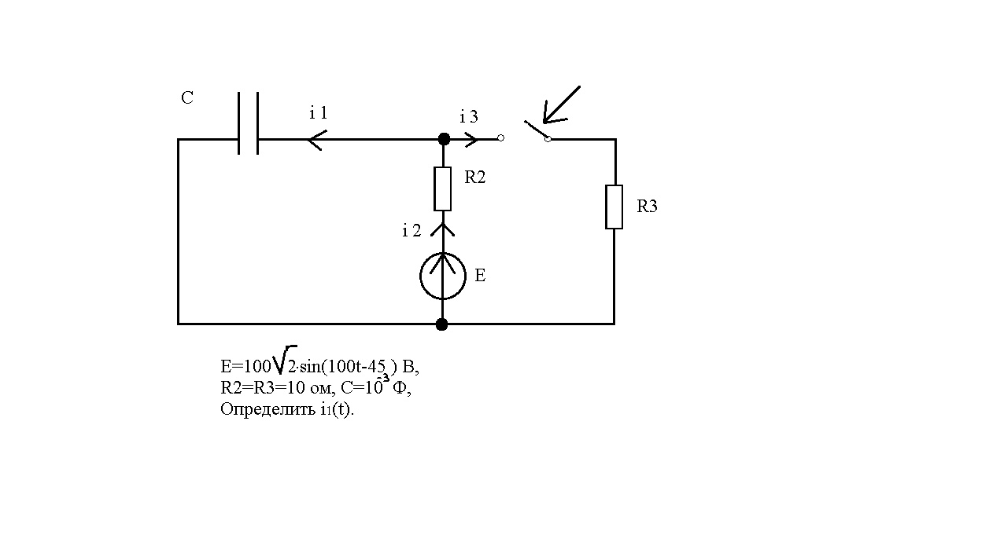 C
i 1
i 3
R2
R3
i 2
E
E=100√2·sin(100t-45 ) В,
R2=R3=10 ом, C=10⁻³ Ф,
Определить i₁(t).